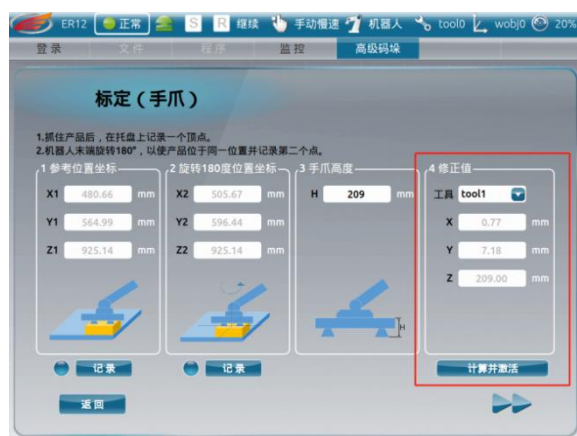 ER12 正常 S R 继续 手动慢速 机器人 tool0 wobj0 20%
登录 文件 程序 监控 高级码垛
标定（手爪）
1.抓住产品后，在托盘上记录一个顶点。
2.机器人末端旋转180°，以使产品位于同一位置并记录第二个点。
1 参考位置坐标 2 旋转180度位置坐标 3 手爪高度 4 修正值
X1 480.66 mm X2 505.67 mm H 209 mm 工具 tool1
Y1 564.99 mm Y2 596.44 mm X 0.77 mm
Z1 925.14 mm Z2 925.14 mm Y 7.18 mm
Z 209.00 mm
H
记录 记录 计算并激活
返回